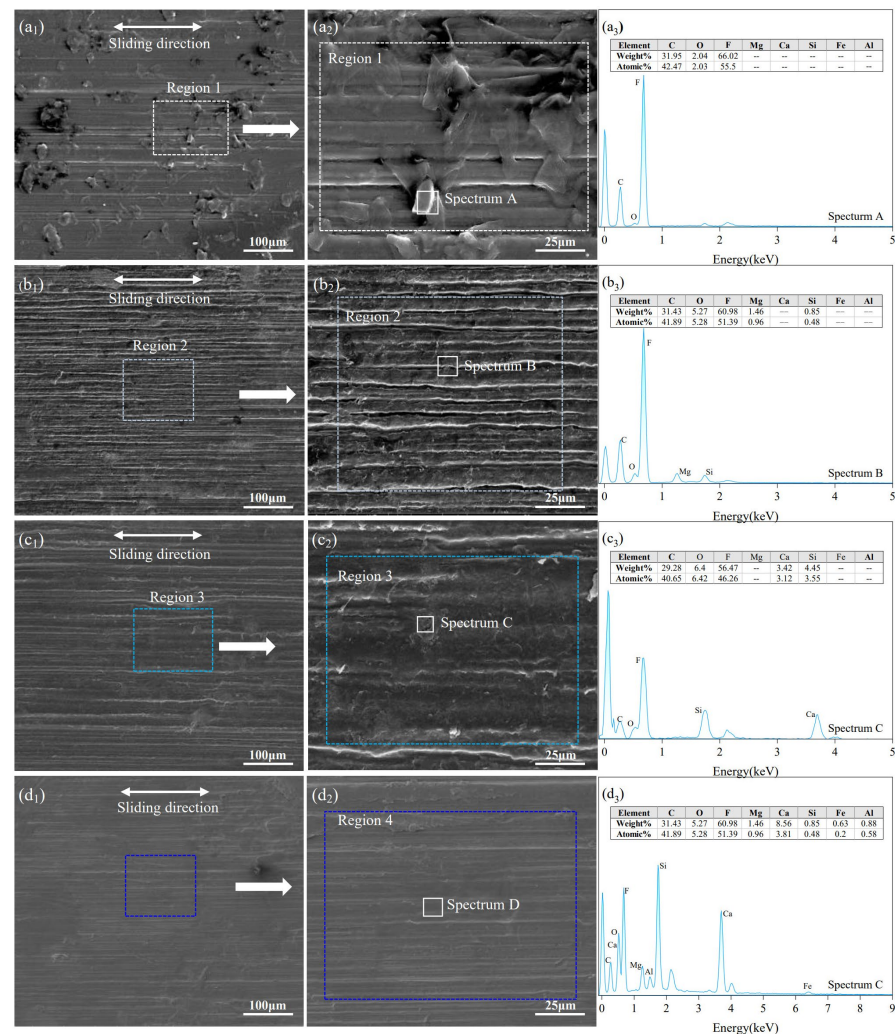 (a1)
Sliding direction
Region 1
100μm
(a2)
Region 1
Spectrum A
25μm
(a3)
Element C O F Mg Ca Si Fe Al
Weight% 31.95 2.04 66.02 -- -- -- -- --
Atomic% 42.47 2.03 55.5 -- -- -- -- --
F
C
O
Specturm A
0 1 2 3 4 5
Energy(keV)
(b1)
Sliding direction
Region 2
100μm
(b2)
Region 2
Spectrum B
25μm
(b3)
Element C O F Mg Ca Si Fe Al
Weight% 31.43 5.27 60.98 1.46 --- 0.85 --- ---
Atomic% 41.89 5.28 51.39 0.96 --- 0.48 --- ---
F
C
O
Mg
Si
Spectrum B
0 1 2 3 4 5
Energy(keV)
(c1)
Sliding direction
Region 3
100μm
(c2)
Region 3
Spectrum C
25μm
(c3)
Element C O F Mg Ca Si Fe Al
Weight% 29.28 6.4 56.47 -- 3.42 4.45 -- --
Atomic% 40.65 6.42 46.26 -- 3.12 3.55 -- --
F
C
O
Si
Ca
Spectrum C
0 1 2 3 4 5
Energy(keV)
(d1)
Sliding direction
100μm
(d2)
Region 4
Spectrum D
25μm
(d3)
Element C O F Mg Ca Si Fe Al
Weight% 31.43 5.27 60.98 1.46 8.56 0.85 0.63 0.88
Atomic% 41.89 5.28 51.39 0.96 3.81 0.48 0.2 0.58
Si
F
Ca
O
Ca
C
Mg
Al
Fe
Spectrum C
0 1 2 3 4 5 6 7 8 9
Energy(keV)